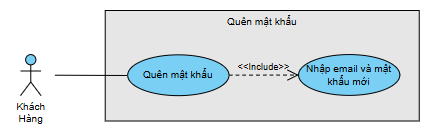 Quên mật khẩu
Quên mật khẩu
<<Include>>
Nhập email và mật
khẩu mới
Khách
Hàng